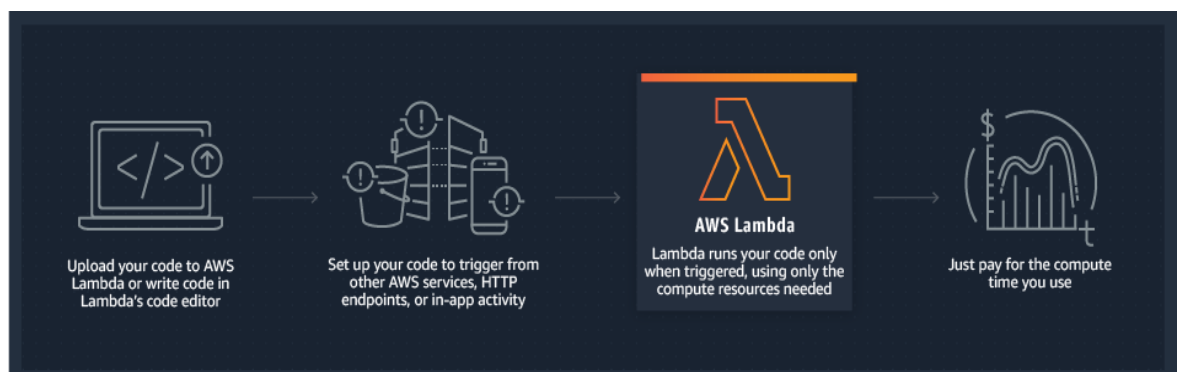 </>
$
t
Upload your code to AWS
Lambda or write code in
Lambda's code editor
Set up your code to trigger from
other AWS services, HTTP
endpoints, or in-app activity
AWS Lambda
Lambda runs your code only
when triggered, using only the
compute resources needed
Just pay for the compute
time you use